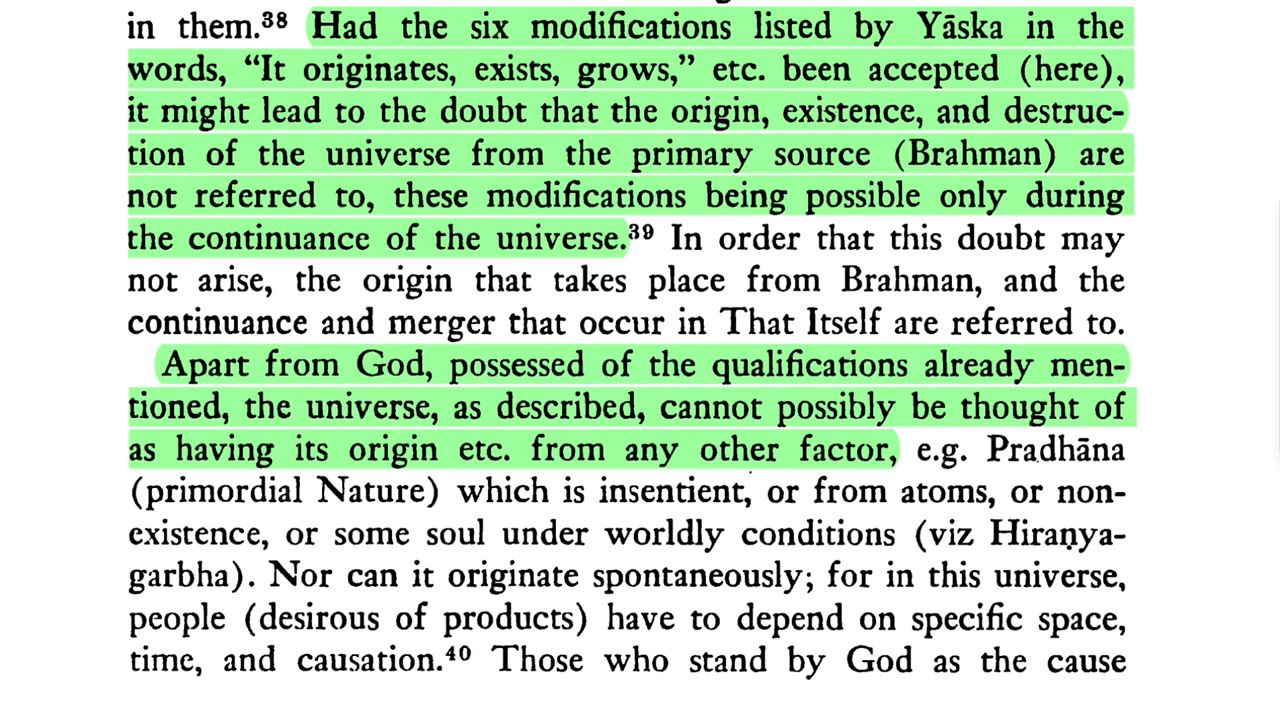 in them.³⁸ Had the six modifications listed by Yāska in the
words, “It originates, exists, grows,” etc. been accepted (here),
it might lead to the doubt that the origin, existence, and destruc-
tion of the universe from the primary source (Brahman) are
not referred to, these modifications being possible only during
the continuance of the universe.³⁹ In order that this doubt may
not arise, the origin that takes place from Brahman, and the
continuance and merger that occur in That Itself are referred to.
Apart from God, possessed of the qualifications already men-
tioned, the universe, as described, cannot possibly be thought of
as having its origin etc. from any other factor, e.g. Pradhāna
(primordial Nature) which is insentient, or from atoms, or non-
existence, or some soul under worldly conditions (viz Hiraṇya-
garbha). Nor can it originate spontaneously; for in this universe,
people (desirous of products) have to depend on specific space,
time, and causation.⁴⁰ Those who stand by God as the cause